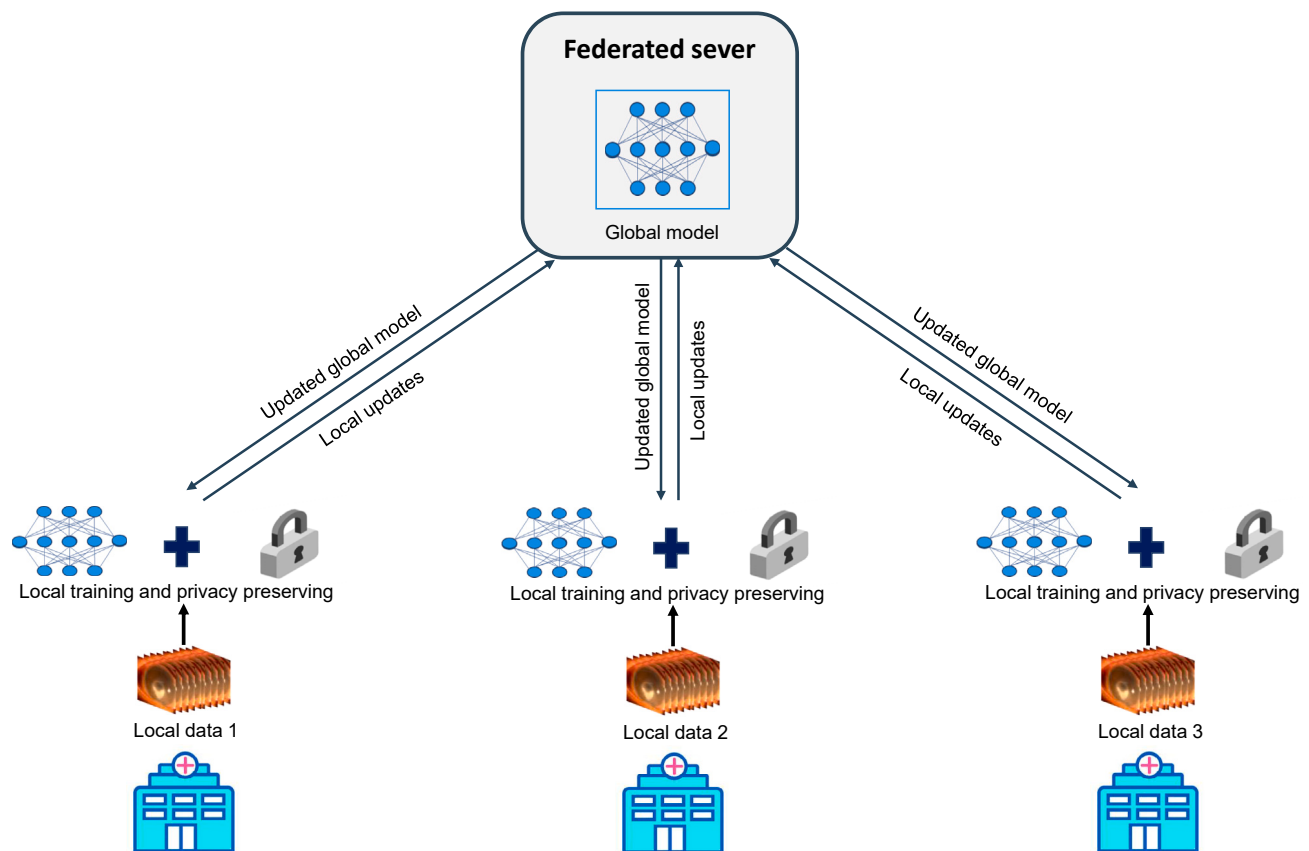 Federated sever
Global model
Updated global model
Local updates
Updated global model
Local updates
Updated global model
Local updates
Local training and privacy preserving
Local training and privacy preserving
Local training and privacy preserving
Local data 1
Local data 2
Local data 3